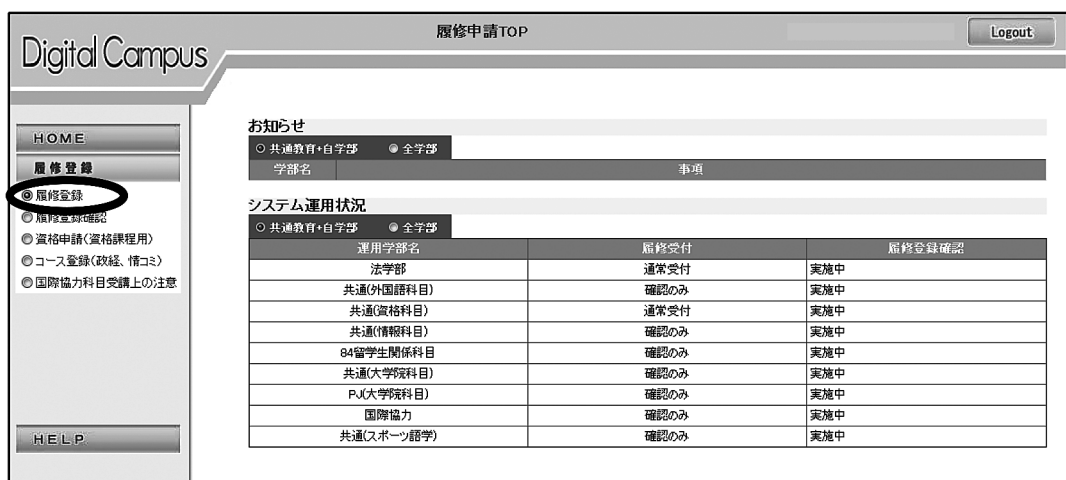 履修申請TOP
Logout
Digital Campus
HOME
履修登録
履修登録
履修登録確認
資格申請(資格課程用)
コース登録(政経、情コミ)
国際協力科目受講上の注意
HELP
お知らせ
共通教育+自学部 全学部
学部名 事項
システム運用状況
共通教育+自学部 全学部
運用学部名 履修受付 履修登録確認
法学部 通常受付 実施中
共通(外国語科目) 確認のみ 実施中
共通(資格科目) 通常受付 実施中
共通(情報科目) 確認のみ 実施中
84留学生関係科目 確認のみ 実施中
共通(大学院科目) 確認のみ 実施中
PJ(大学院科目) 確認のみ 実施中
国際協力 確認のみ 実施中
共通(スポーツ語学) 確認のみ 実施中